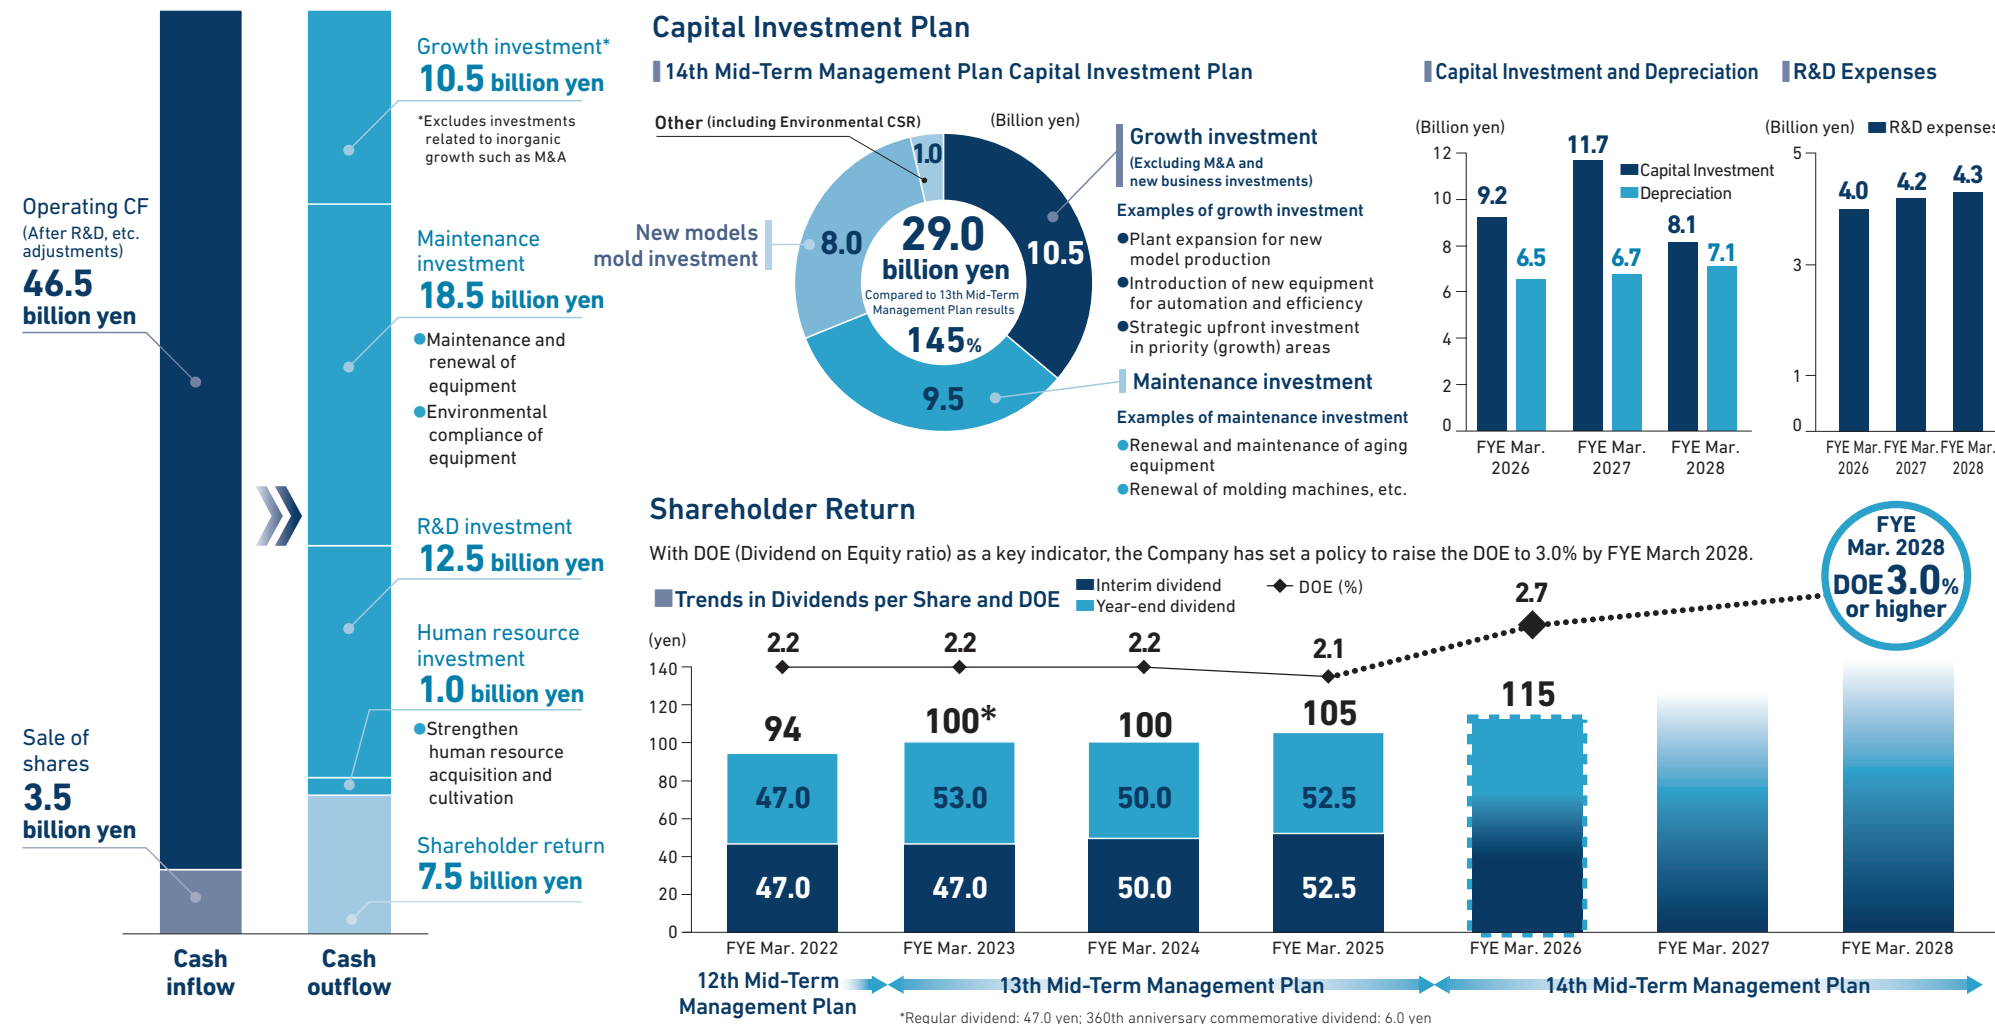 Operating CF
(After R&D, etc.
adjustments)
46.5
billion yen
Sale of
shares
3.5
billion yen
Cash
inflow
Growth investment*
10.5 billion yen
*Excludes investments
related to inorganic
growth such as M&A
Maintenance
investment
18.5 billion yen
●Maintenance and
renewal of
equipment
●Environmental
compliance of
equipment
R&D investment
12.5 billion yen
Human resource
investment
1.0 billion yen
●Strengthen
human resource
acquisition and
cultivation
Shareholder return
7.5 billion yen
Cash
outflow
Capital Investment Plan
14th Mid-Term Management Plan Capital Investment Plan
Other (including Environmental CSR)
(Billion yen)
1.0
New models
mold investment
8.0
29.0
billion yen
Compared to 13th Mid-Term
Management Plan results
145%
10.5
9.5
Growth investment
(Excluding M&A and
new business investments)
Examples of growth investment
●Plant expansion for new
model production
●Introduction of new equipment
for automation and efficiency
●Strategic upfront investment
in priority (growth) areas
Maintenance investment
Examples of maintenance investment
●Renewal and maintenance of aging
equipment
●Renewal of molding machines, etc.
Capital Investment and Depreciation
(Billion yen)
Capital Investment
Depreciation
12
10
8
6
4
2
0
9.2
6.5
11.7
6.7
8.1
7.1
FYE Mar.
2026
FYE Mar.
2027
FYE Mar.
2028
R&D Expenses
(Billion yen)
R&D expenses
5
3
1
0
4.0
4.2
4.3
FYE Mar.
2026
FYE Mar.
2027
FYE Mar.
2028
Shareholder Return
With DOE (Dividend on Equity ratio) as a key indicator, the Company has set a policy to raise the DOE to 3.0% by FYE March 2028.
Trends in Dividends per Share and DOE
Interim dividend
Year-end dividend
DOE (%)
(yen)
140
120
100
80
60
40
20
0
2.2
2.2
2.2
2.1
2.7
FYE
Mar. 2028
DOE 3.0%
or higher
94
100*
100
105
115
47.0
53.0
50.0
52.5
47.0
47.0
50.0
52.5
FYE Mar. 2022
FYE Mar. 2023
FYE Mar. 2024
FYE Mar. 2025
FYE Mar. 2026
FYE Mar. 2027
FYE Mar. 2028
12th Mid-Term
Management Plan
13th Mid-Term Management Plan
14th Mid-Term Management Plan
*Regular dividend: 47.0 yen; 360th anniversary commemorative dividend: 6.0 yen